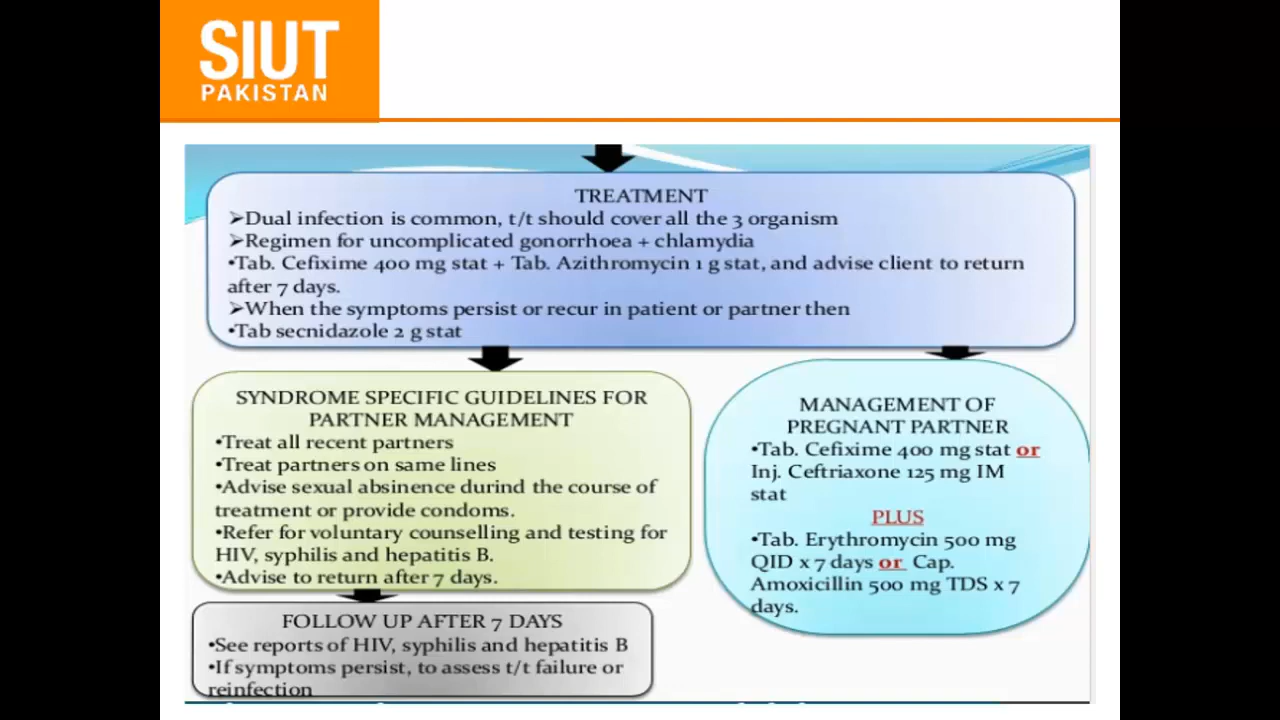 SIUT
PAKISTAN
TREATMENT
➢Dual infection is common, t/t should cover all the 3 organism
➢Regimen for uncomplicated gonorrhoea + chlamydia
•Tab. Cefixime 400 mg stat + Tab. Azithromycin 1 g stat, and advise client to return
after 7 days.
➢When the symptoms persist or recur in patient or partner then
•Tab secnidazole 2 g stat
SYNDROME SPECIFIC GUIDELINES FOR
PARTNER MANAGEMENT
•Treat all recent partners
•Treat partners on same lines
•Advise sexual absinence durind the course of
treatment or provide condoms.
•Refer for voluntary counselling and testing for
HIV, syphilis and hepatitis B.
•Advise to return after 7 days.
MANAGEMENT OF
PREGNANT PARTNER
•Tab. Cefixime 400 mg stat or
Inj. Ceftriaxone 125 mg IM
stat
PLUS
•Tab. Erythromycin 500 mg
QID x 7 days or Cap.
Amoxicillin 500 mg TDS x 7
days.
FOLLOW UP AFTER 7 DAYS
•See reports of HIV, syphilis and hepatitis B
•If symptoms persist, to assess t/t failure or
reinfection